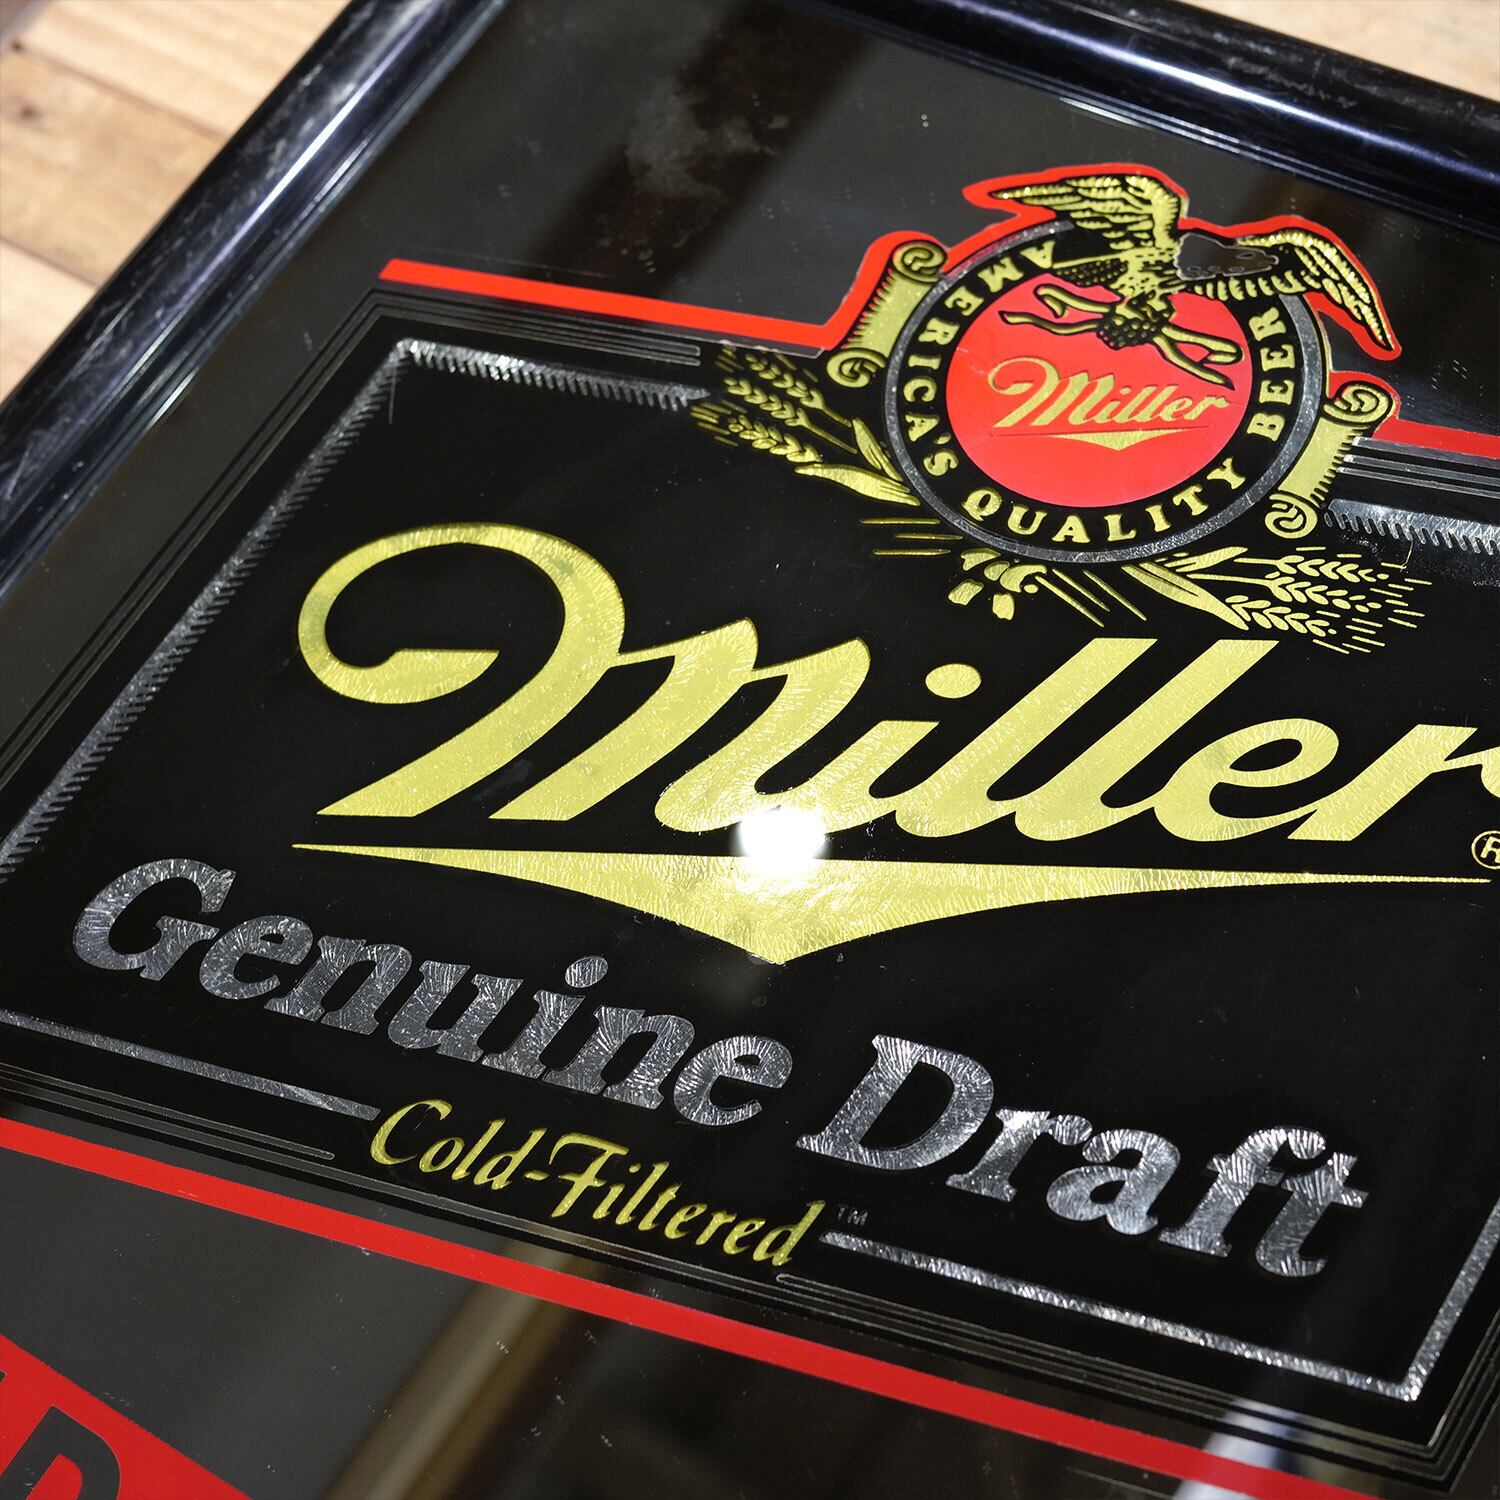 AMERICA'S QUALITY BEER
Miller
Miller®
Genuine Draft
Cold-Filtered™